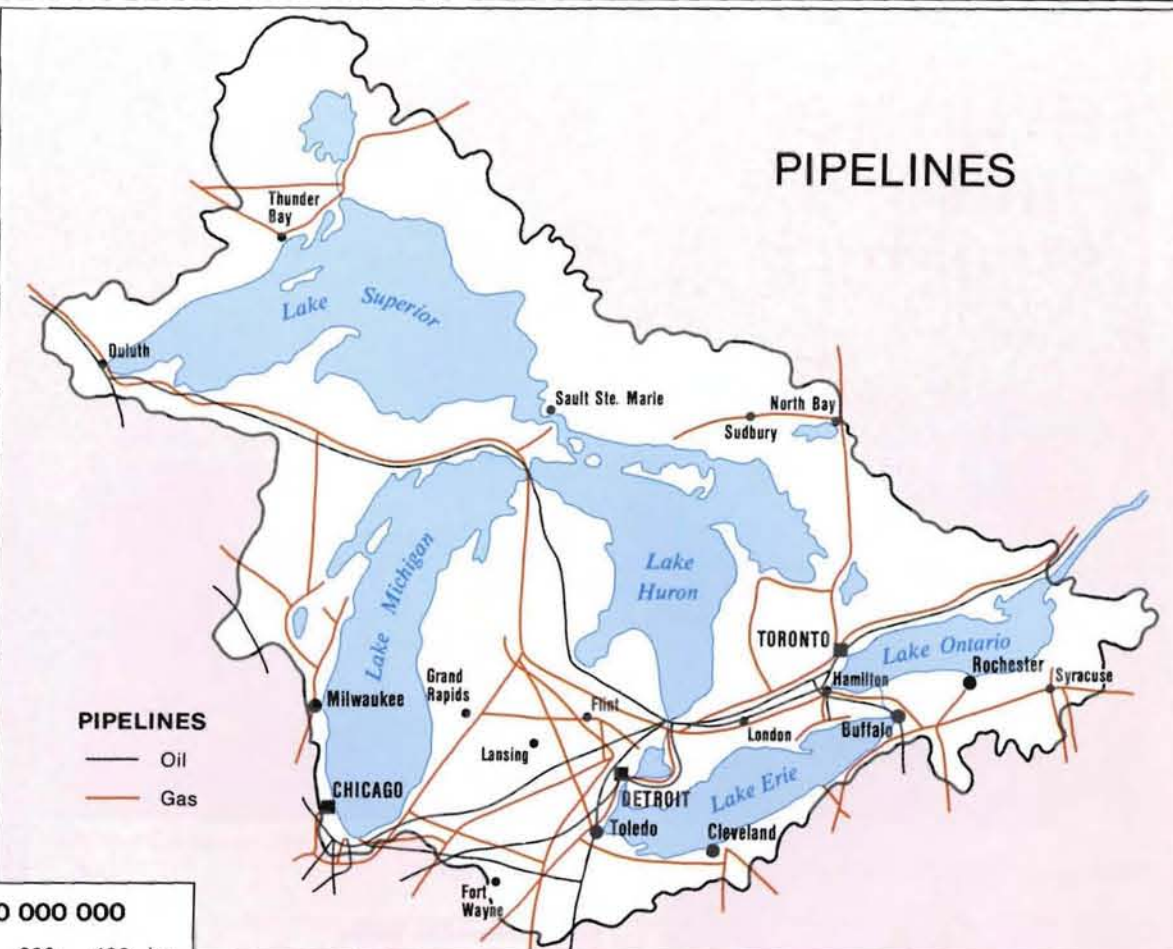 PIPELINES
Thunder
Bay
Lake Superior
Duluth
Sault Ste. Marie
North Bay
Sudbury
Lake
Huron
Lake Michigan
TORONTO
Lake Ontario
Rochester
Hamilton
Syracuse
Grand
Rapids
Milwaukee
Flint
London
Buffalo
Lansing
PIPELINES
Oil
Gas
CHICAGO
DETROIT
Lake Erie
Toledo
Cleveland
Fort
Wayne
000 000